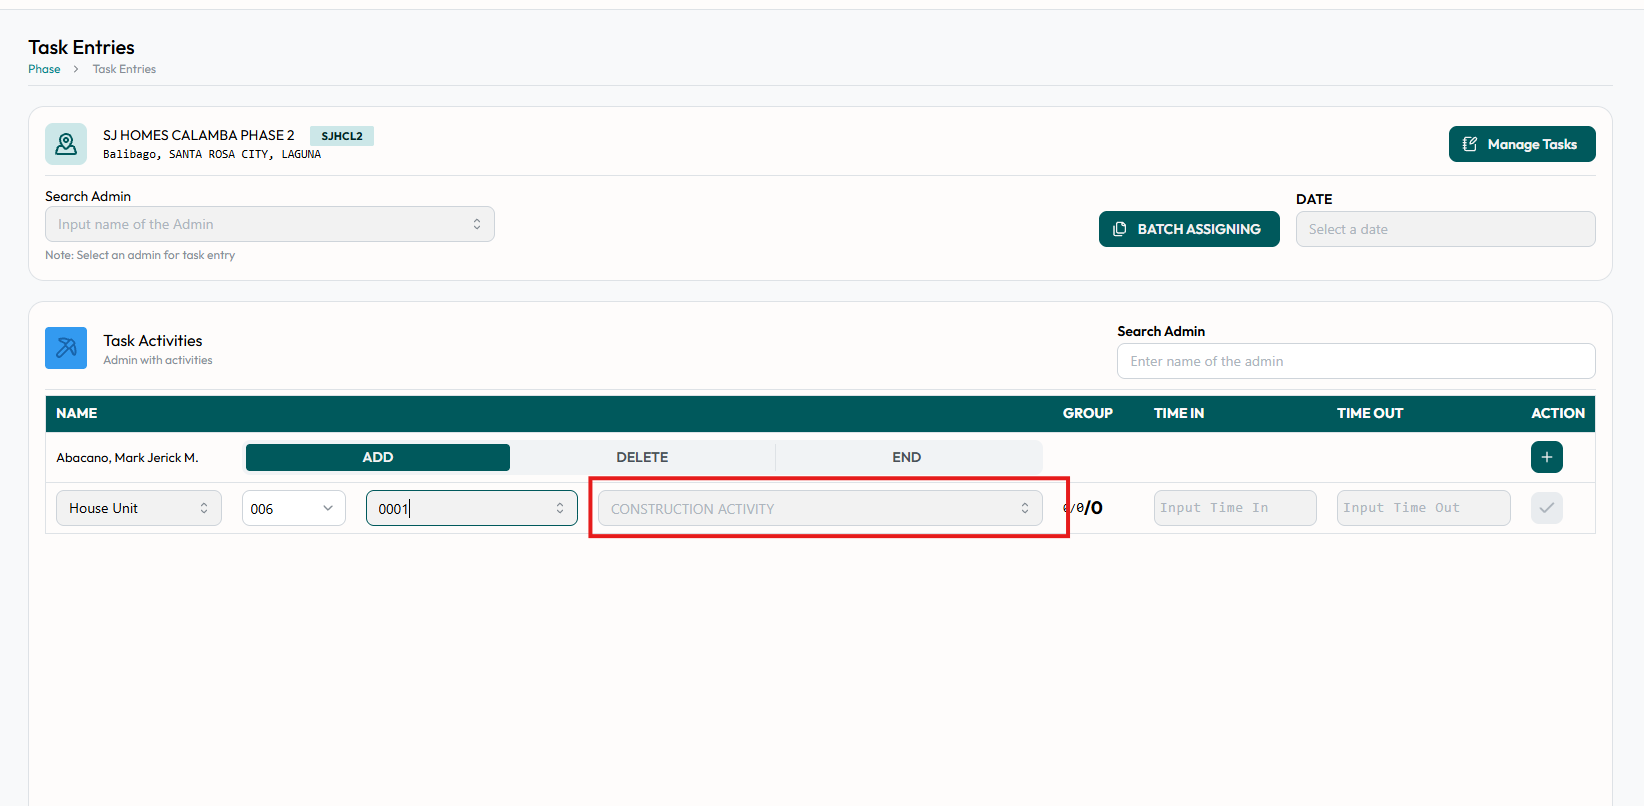 Task Entries
Phase > Task Entries
SJ HOMES CALAMBA PHASE 2 SJHCL2
Balibago, SANTA ROSA CITY, LAGUNA
Manage Tasks
Search Admin
Input name of the Admin
Note: Select an admin for task entry
BATCH ASSIGNING
DATE
Select a date
Task Activities
Admin with activities
Search Admin
Enter name of the admin
NAME GROUP TIME IN TIME OUT ACTION
Abacano, Mark Jerick M. ADD DELETE END
House Unit 006 0001 CONSTRUCTION ACTIVITY 0/0/0 Input Time In Input Time Out